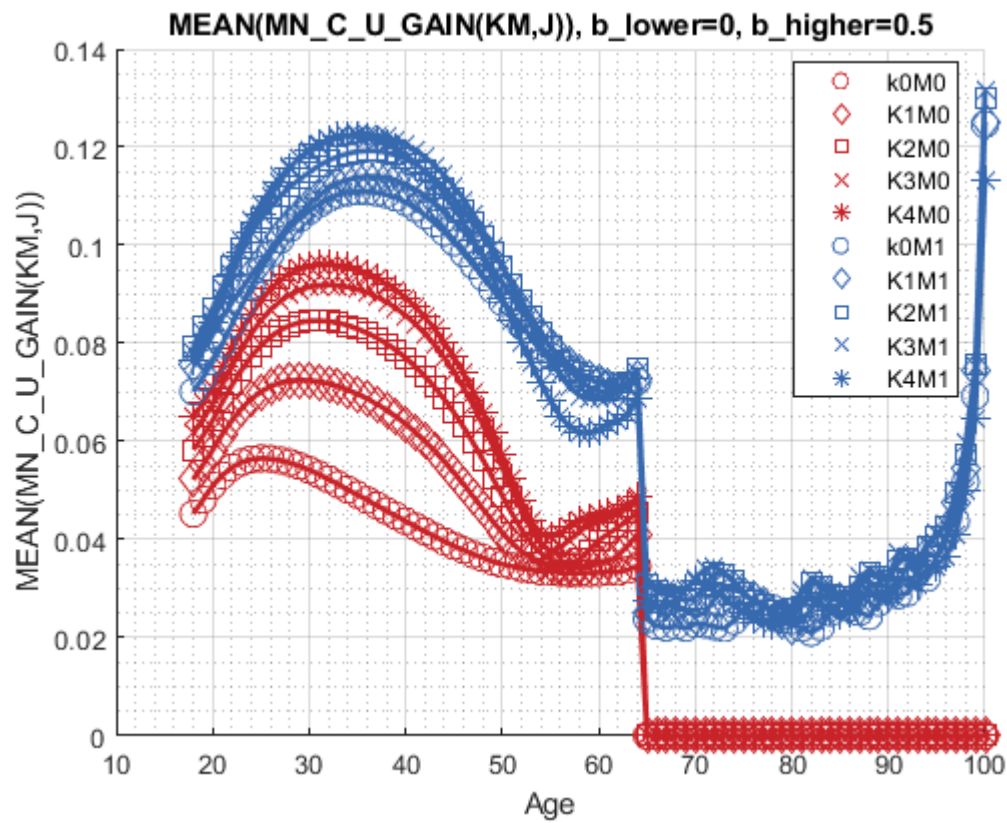 MEAN(MN_C_U_GAIN(KM,J)), b_lower=0, b_higher=0.5
MEAN(MN_C_U_GAIN(KM,J))
0.14
0.12
0.1
0.08
0.06
0.04
0.02
0
10
20
30
40
50
60
70
80
90
100
Age
k0M0
K1M0
K2M0
K3M0
K4M0
k0M1
K1M1
K2M1
K3M1
K4M1